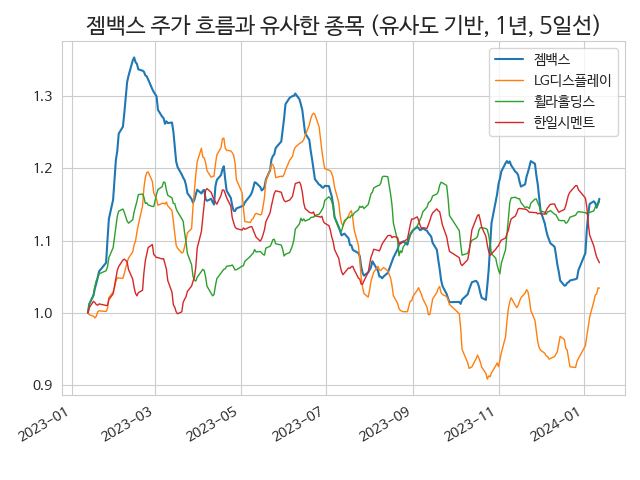 젬백스 주가 흐름과 유사한 종목 (유사도 기반, 1년, 5일선)
젬백스
LG디스플레이
휠라홀딩스
한일시멘트
1.3
1.2
1.1
1.0
0.9
2023-01
2023-03
2023-05
2023-07
2023-09
2023-11
2024-01